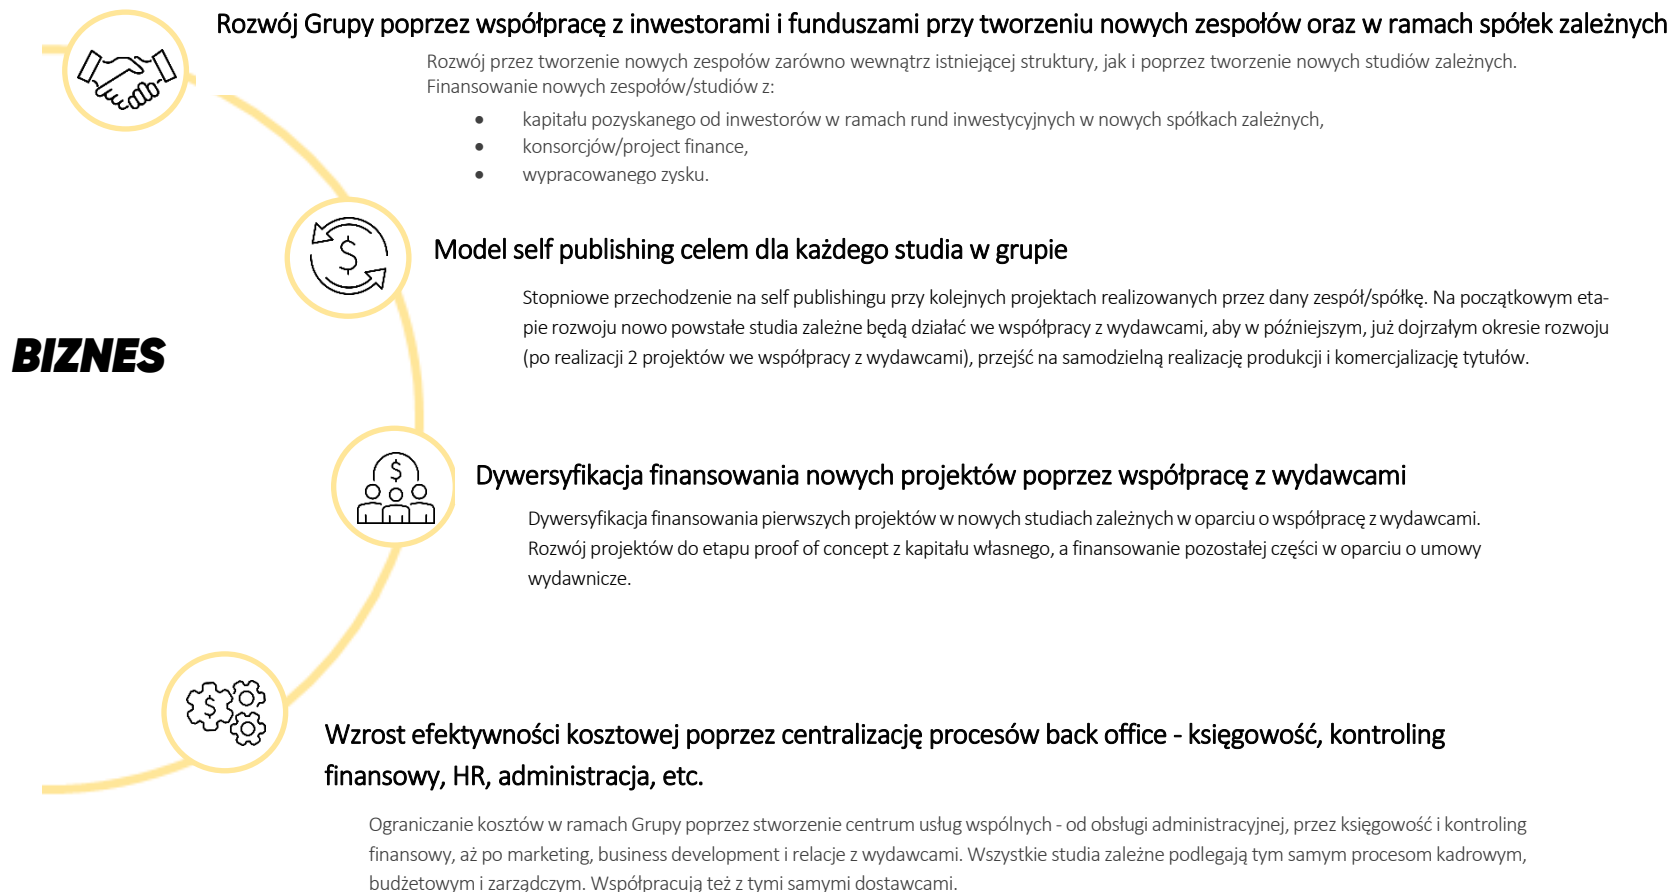 Rozwój Grupy poprzez współpracę z inwestorami i funduszami przy tworzeniu nowych zespołów oraz w ramach spółek zależnych
Rozwój przez tworzenie nowych zespołów zarówno wewnątrz istniejącej struktury, jak i poprzez tworzenie nowych studiów zależnych.
Finansowanie nowych zespołów/studiów z:
• kapitału pozyskanego od inwestorów w ramach rund inwestycyjnych w nowych spółkach zależnych,
• konsorcjów/project finance,
• wypracowanego zysku.
$
Model self publishing celem dla każdego studia w grupie
Stopniowe przechodzenie na self publishingu przy kolejnych projektach realizowanych przez dany zespół/spółkę. Na początkowym eta-
pie rozwoju nowo powstałe studia zależne będą działać we współpracy z wydawcami, aby w późniejszym, już dojrzałym okresie rozwoju
(po realizacji 2 projektów we współpracy z wydawcami), przejść na samodzielną realizację produkcji i komercjalizację tytułów.
BIZNES
$
Dywersyfikacja finansowania nowych projektów poprzez współpracę z wydawcami
Dywersyfikacja finansowania pierwszych projektów w nowych studiach zależnych w oparciu o współpracę z wydawcami.
Rozwój projektów do etapu proof of concept z kapitału własnego, a finansowanie pozostałej części w oparciu o umowy
wydawnicze.
$
Wzrost efektywności kosztowej poprzez centralizację procesów back office - księgowość, kontroling
finansowy, HR, administracja, etc.
Ograniczanie kosztów w ramach Grupy poprzez stworzenie centrum usług wspólnych - od obsługi administracyjnej, przez księgowość i kontroling
finansowy, aż po marketing, business development i relacje z wydawcami. Wszystkie studia zależne podlegają tym samym procesom kadrowym,
budżetowym i zarządczym. Współpracują też z tymi samymi dostawcami.